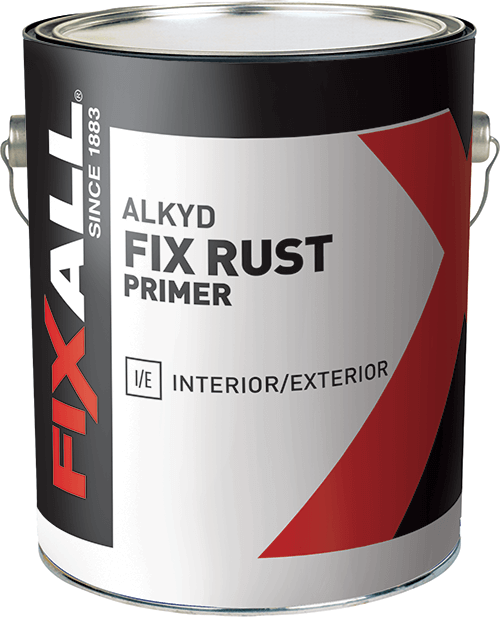 FIXALL®
SINCE 1883
ALKYD
FIX RUST
PRIMER
I/E
INTERIOR/EXTERIOR